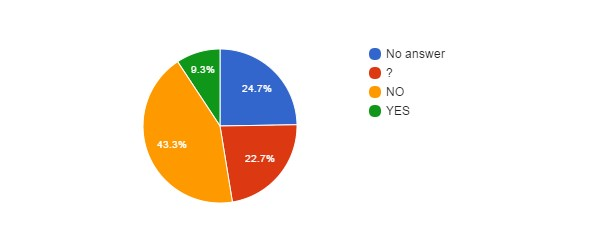 No answer
?
NO
YES
9.3%
24.7%
43.3%
22.7%